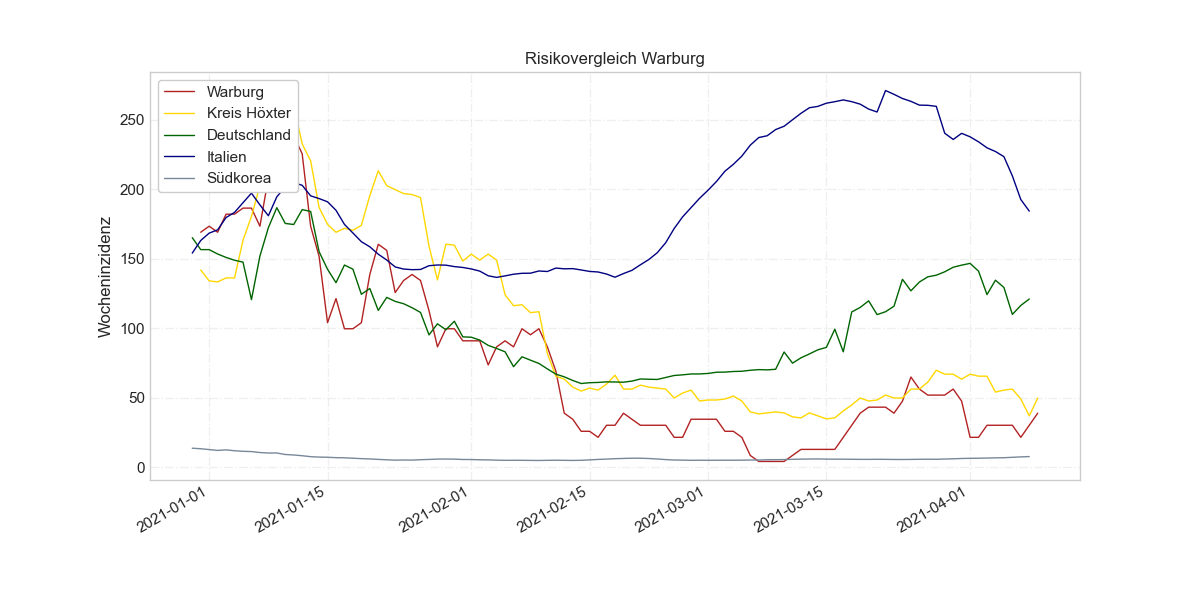 Risikovergleich Warburg
Warburg
Kreis Höxter
Deutschland
Italien
Südkorea
Wocheninzidenz
250
200
150
100
50
0
2021-01-01
2021-01-15
2021-02-01
2021-02-15
2021-03-01
2021-03-15
2021-04-01